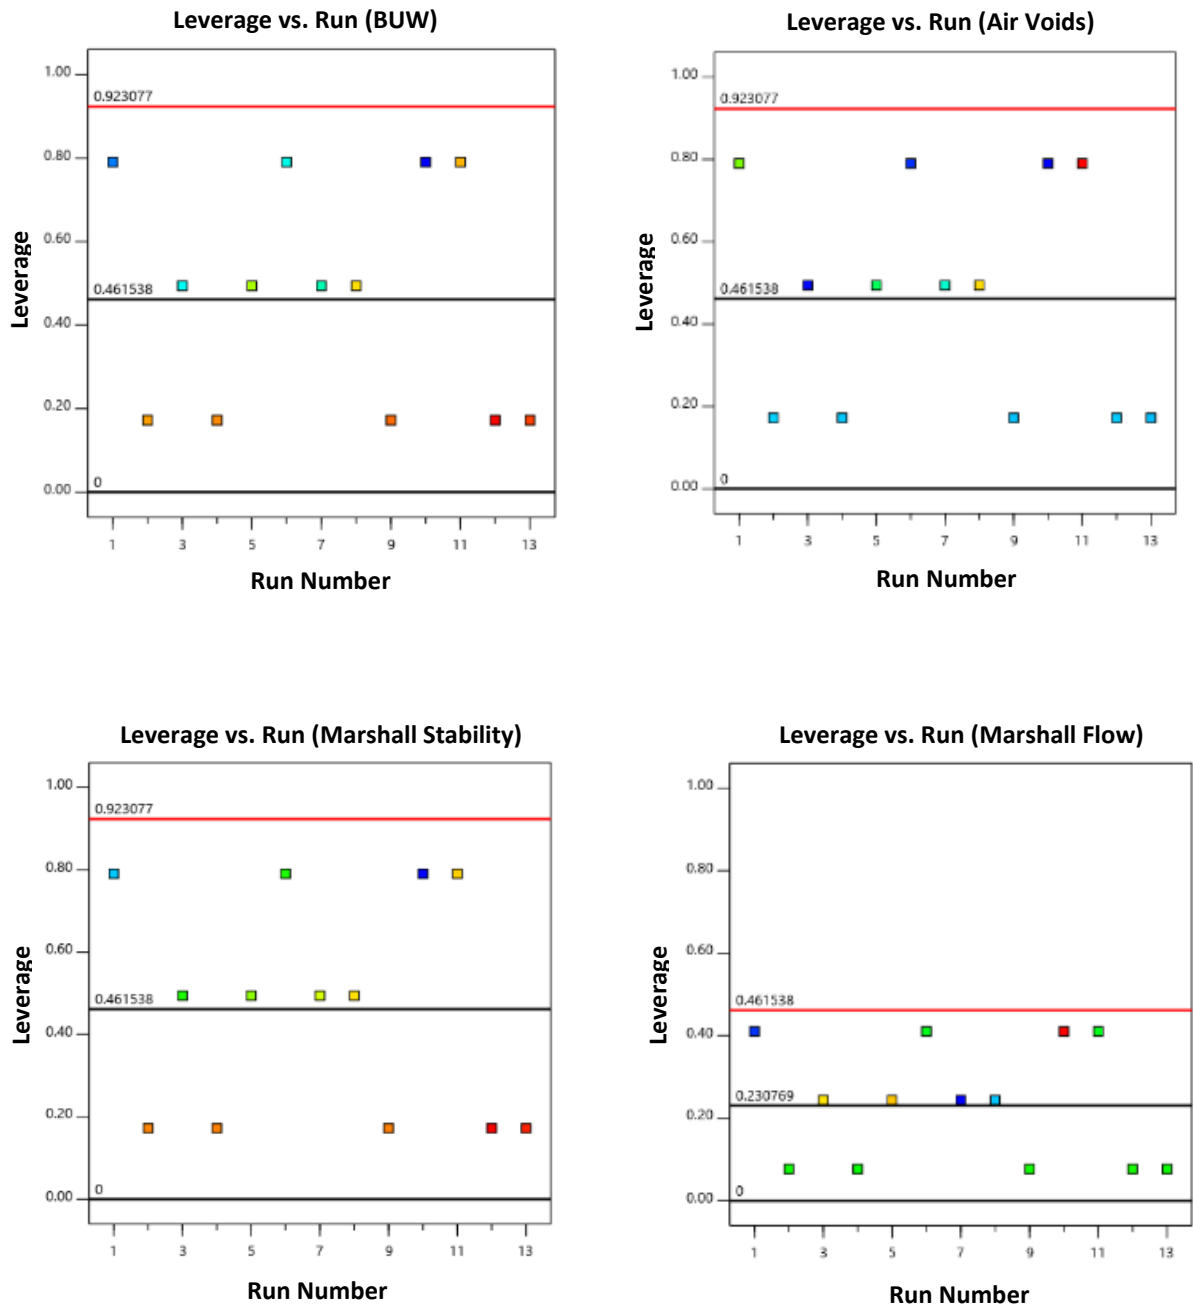 Leverage vs. Run (BUW)
1.00
0.923077
0.80
0.60
0.461538
0.40
0.20
0
0.00
Leverage
1 3 5 7 9 11 13
Run Number
Leverage vs. Run (Air Voids)
1.00
0.923077
0.80
0.60
0.461538
0.40
0.20
0
0.00
Leverage
1 3 5 7 9 11 13
Run Number
Leverage vs. Run (Marshall Stability)
1.00
0.923077
0.80
0.60
0.461538
0.40
0.20
0
0.00
Leverage
1 3 5 7 9 11 13
Run Number
Leverage vs. Run (Marshall Flow)
1.00
0.80
0.60
0.461538
0.40
0.230769
0.20
0
0.00
Leverage
1 3 5 7 9 11 13
Run Number